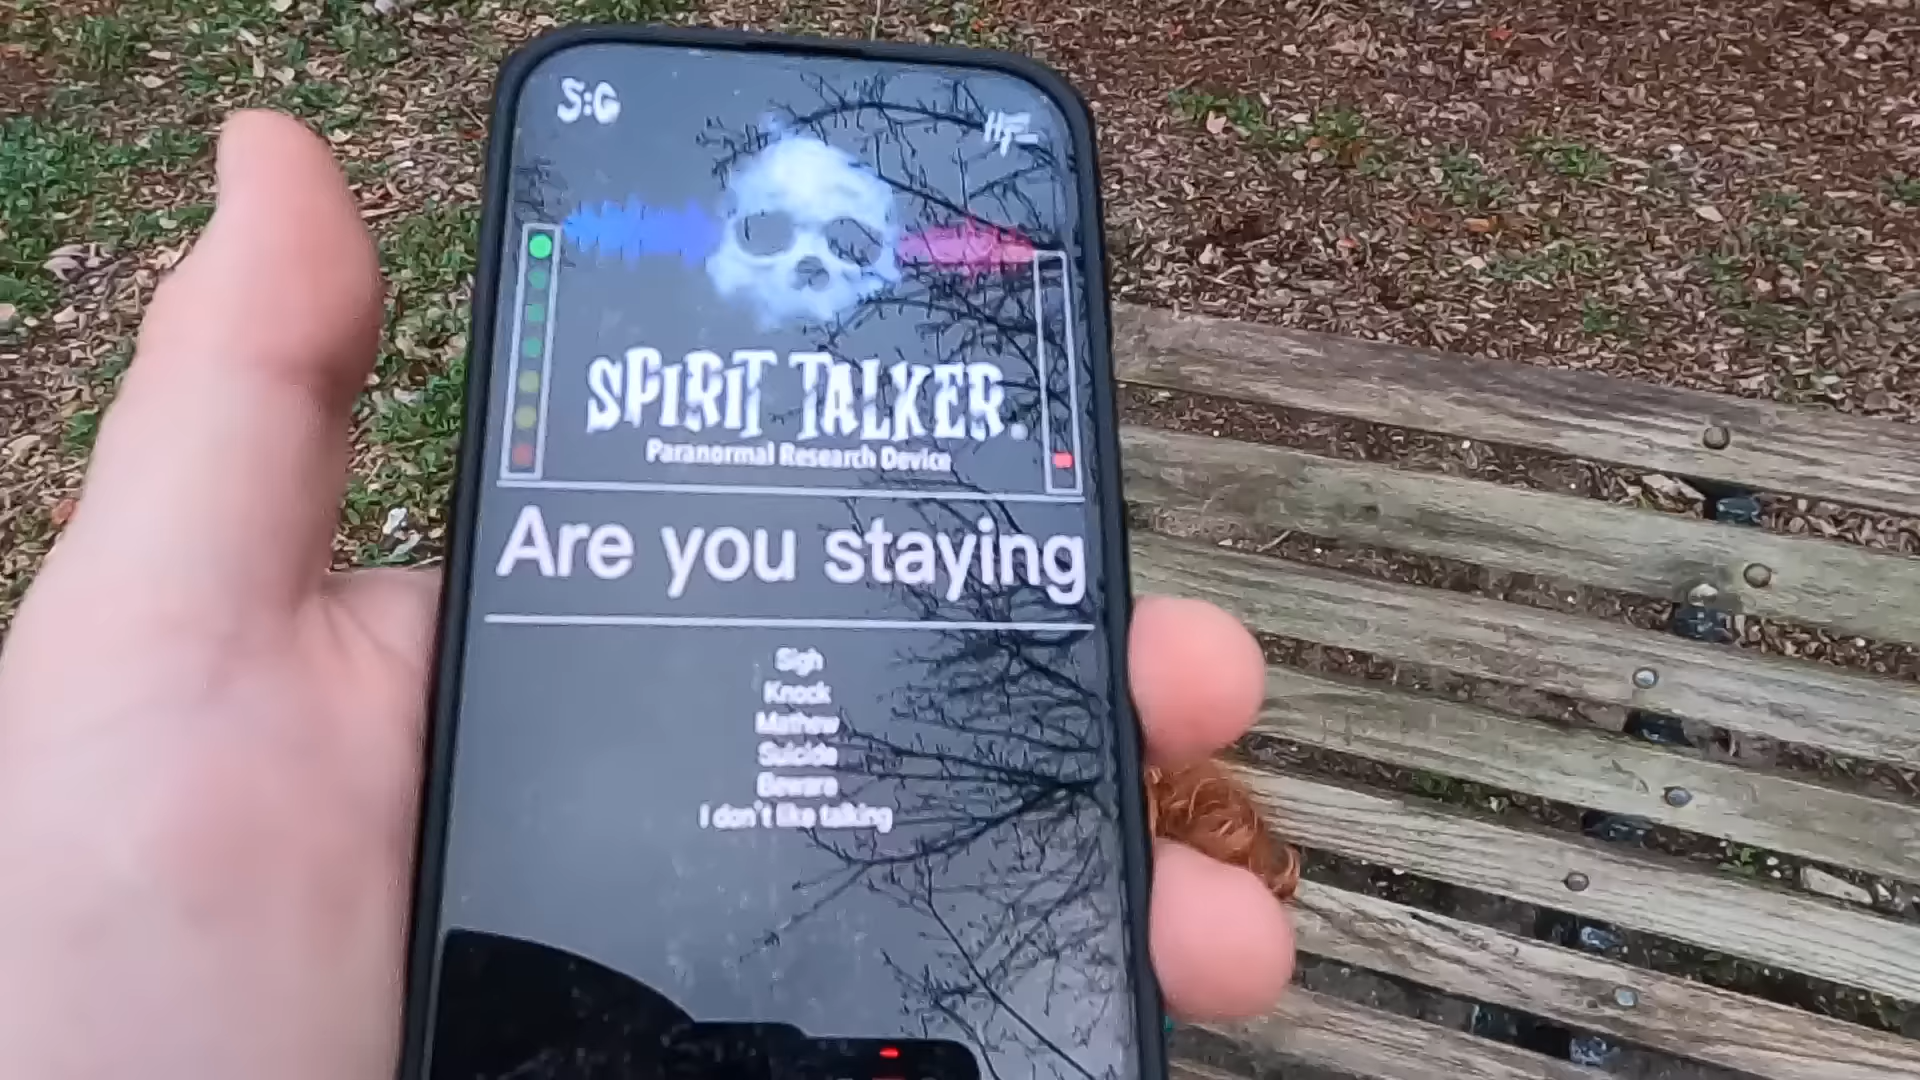 S:G
SPIRIT TALKER.
Paranormal Research Device
Are you staying
Sigh
Knock
Mathew
Suicide
Beware
I don't like talking